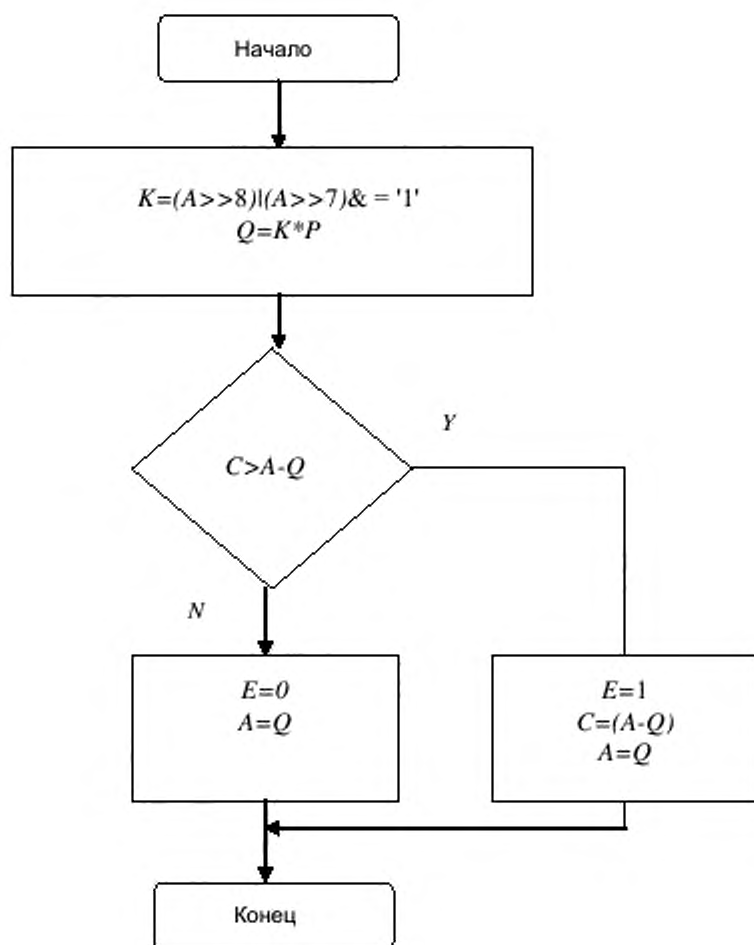 Начало
K=(A>>8)|(A>>7)& = '1'
Q=K*P
Y
C>A-Q
N
E=0
A=Q
E=1
C=(A-Q)
A=Q
Конец